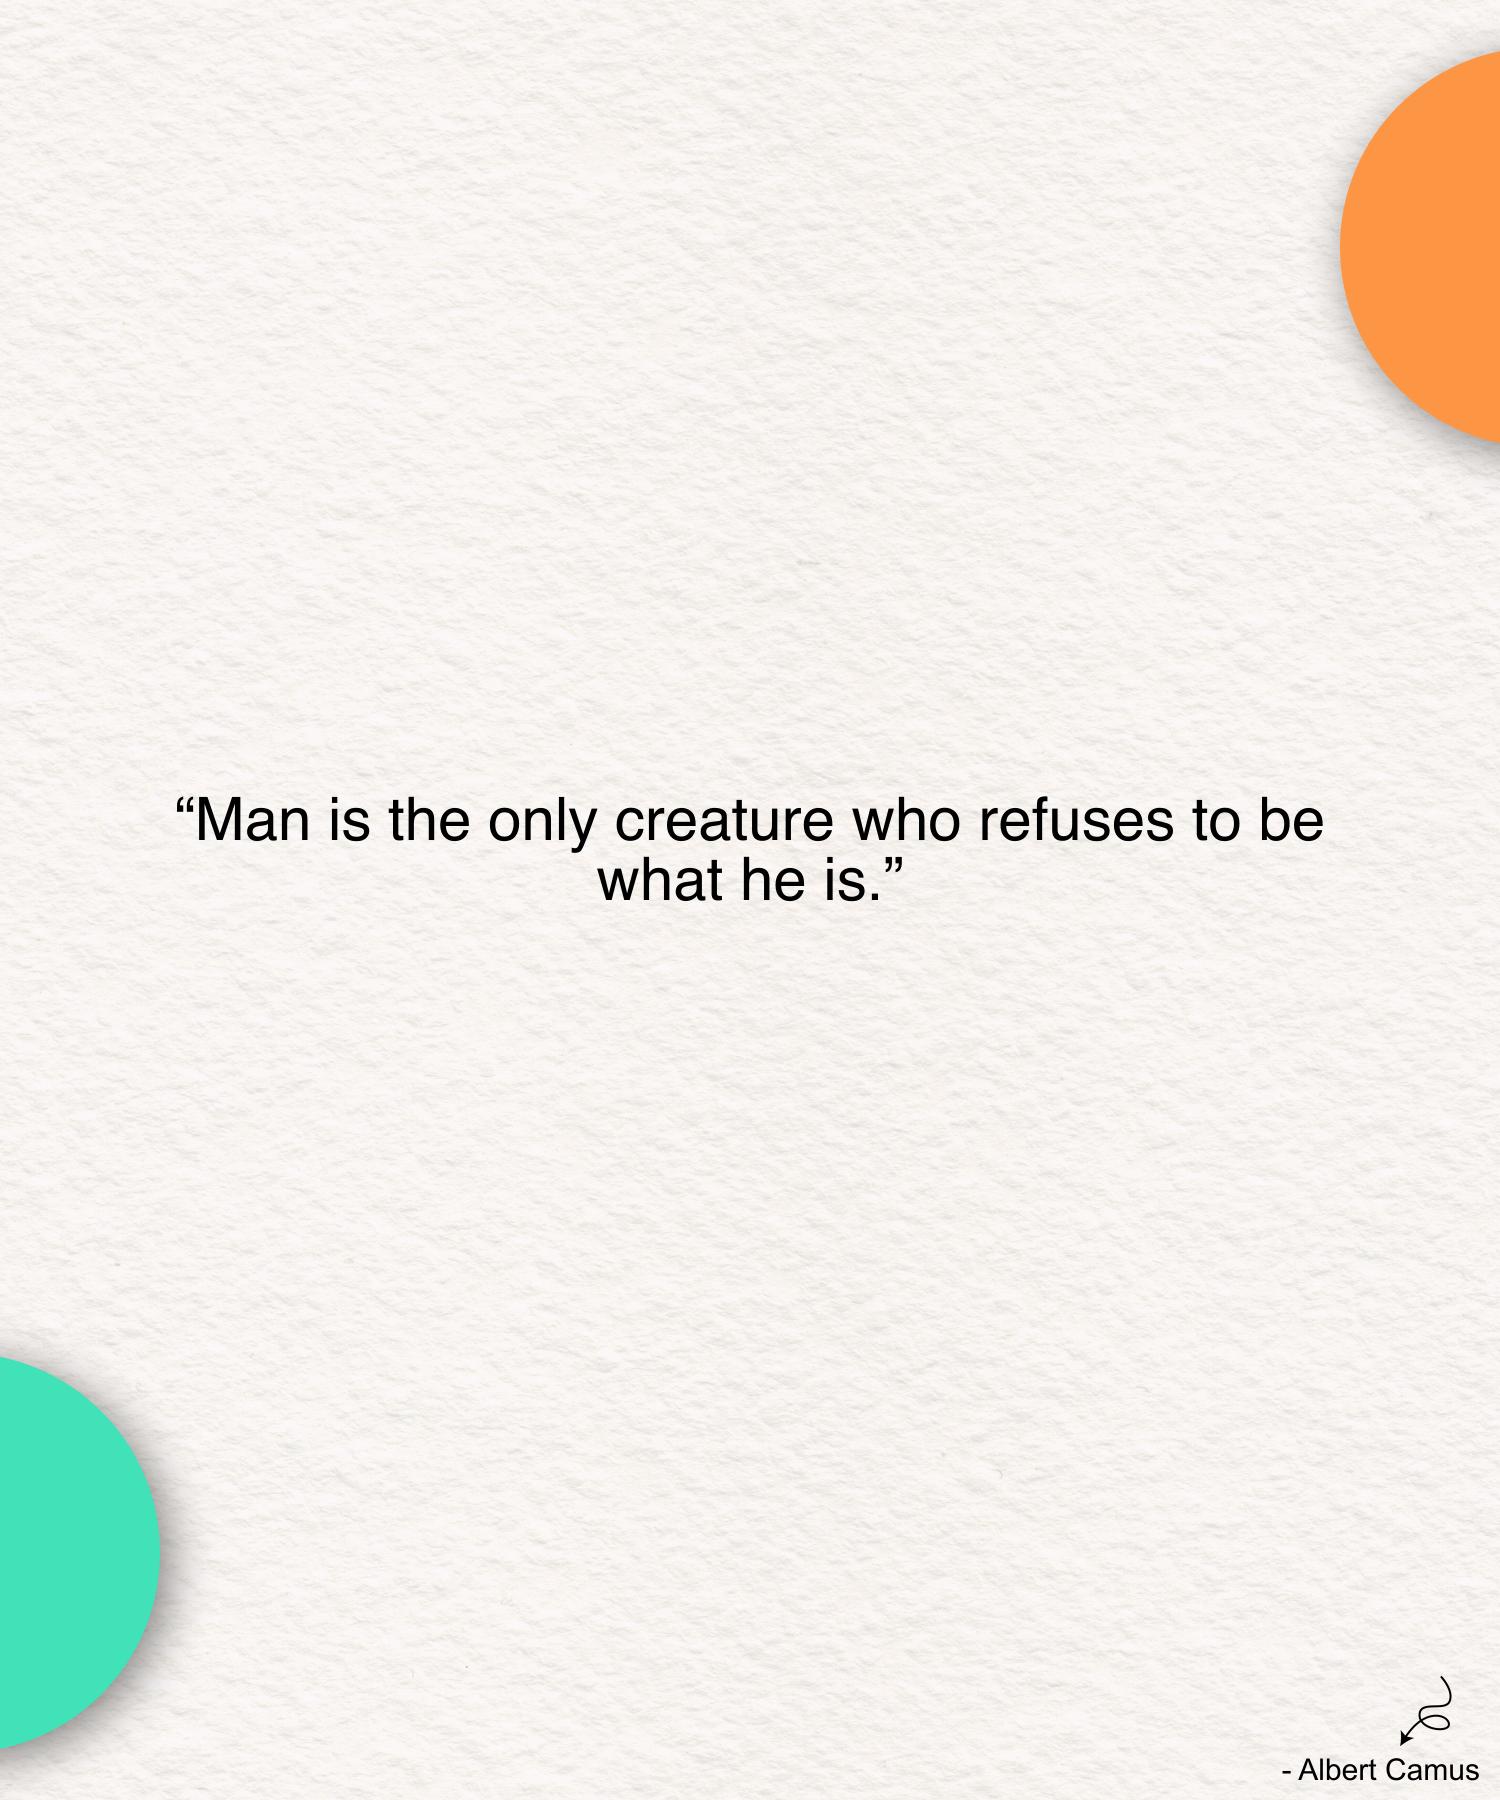 “Man is the only creature who refuses to be
what he is.”
- Albert Camus